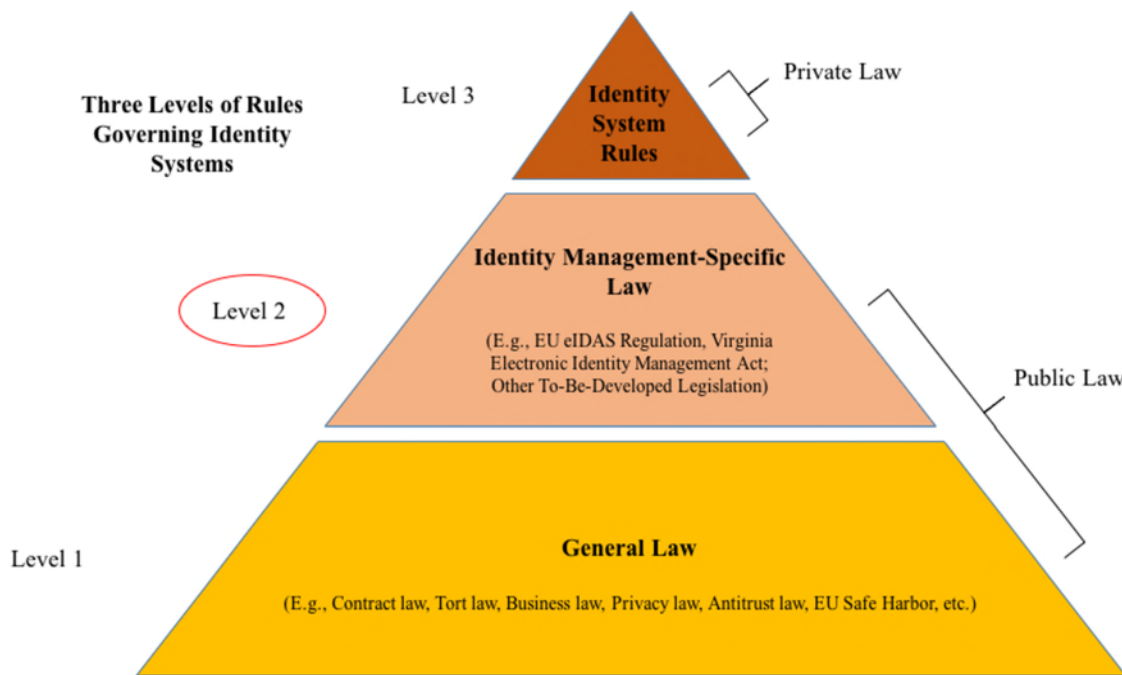 Three Levels of Rules
Governing Identity
Systems
Level 3
Identity
System
Rules
Private Law
Level 2
Identity Management-Specific
Law
(E.g., EU eIDAS Regulation, Virginia
Electronic Identity Management Act;
Other To-Be-Developed Legislation)
Public Law
Level 1
General Law
(E.g., Contract law, Tort law, Business law, Privacy law, Antitrust law, EU Safe Harbor, etc.)